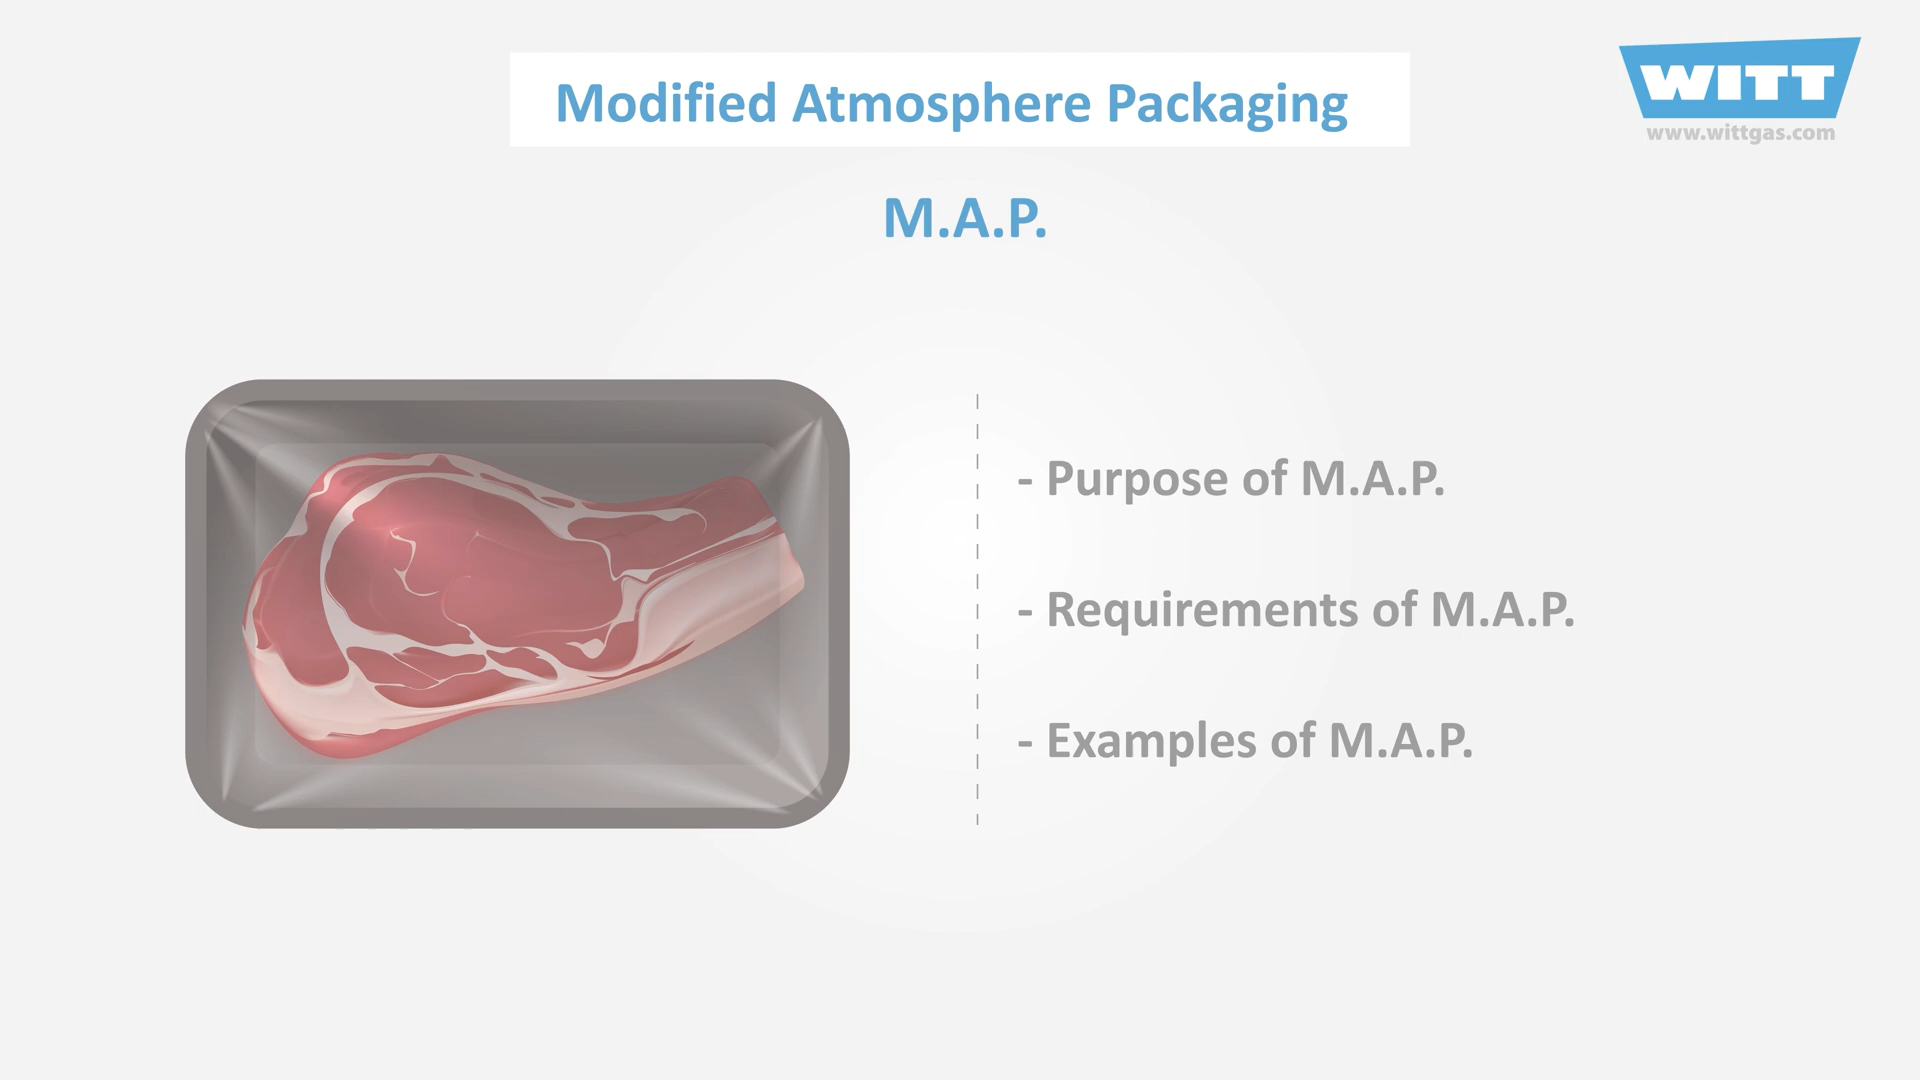 Modified Atmosphere Packaging
WITT
www.wittgas.com
M.A.P.
- Purpose of M.A.P.
- Requirements of M.A.P.
- Examples of M.A.P.